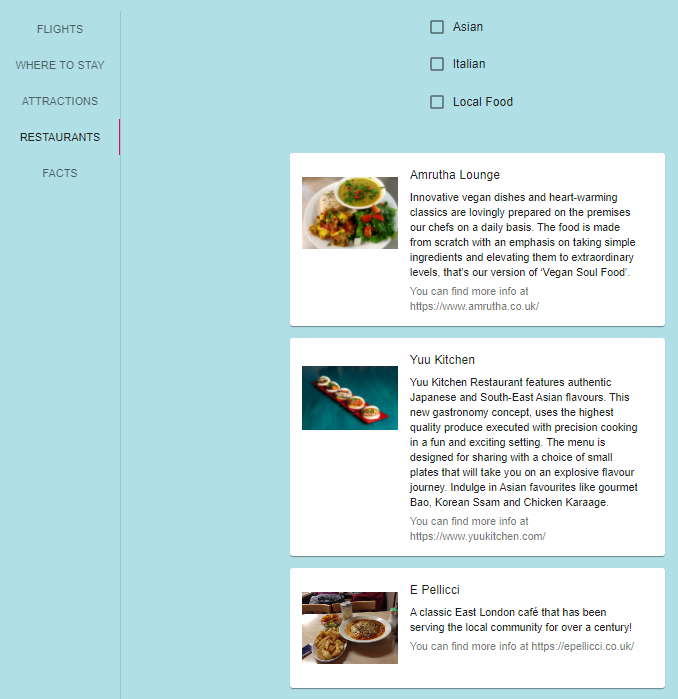 FLIGHTS
WHERE TO STAY
ATTRACTIONS
RESTAURANTS
FACTS
Asian
Italian
Local Food
Amrutha Lounge
Innovative vegan dishes and heart-warming
classics are lovingly prepared on the premises
our chefs on a daily basis. The food is made
from scratch with an emphasis on taking simple
ingredients and elevating them to extraordinary
levels, that's our version of ‘Vegan Soul Food’.
You can find more info at
https://www.amrutha.co.uk/
Yuu Kitchen
Yuu Kitchen Restaurant features authentic
Japanese and South-East Asian flavours. This
new gastronomy concept, uses the highest
quality produce executed with precision cooking
in a fun and exciting setting. The menu is
designed for sharing with a choice of small
plates that will take you on an explosive flavour
journey. Indulge in Asian favourites like gourmet
Bao, Korean Ssam and Chicken Karaage.
You can find more info at
https://www.yuukitchen.com/
E Pellicci
A classic East London café that has been
serving the local community for over a century!
You can find more info at https://epellicci.co.uk/